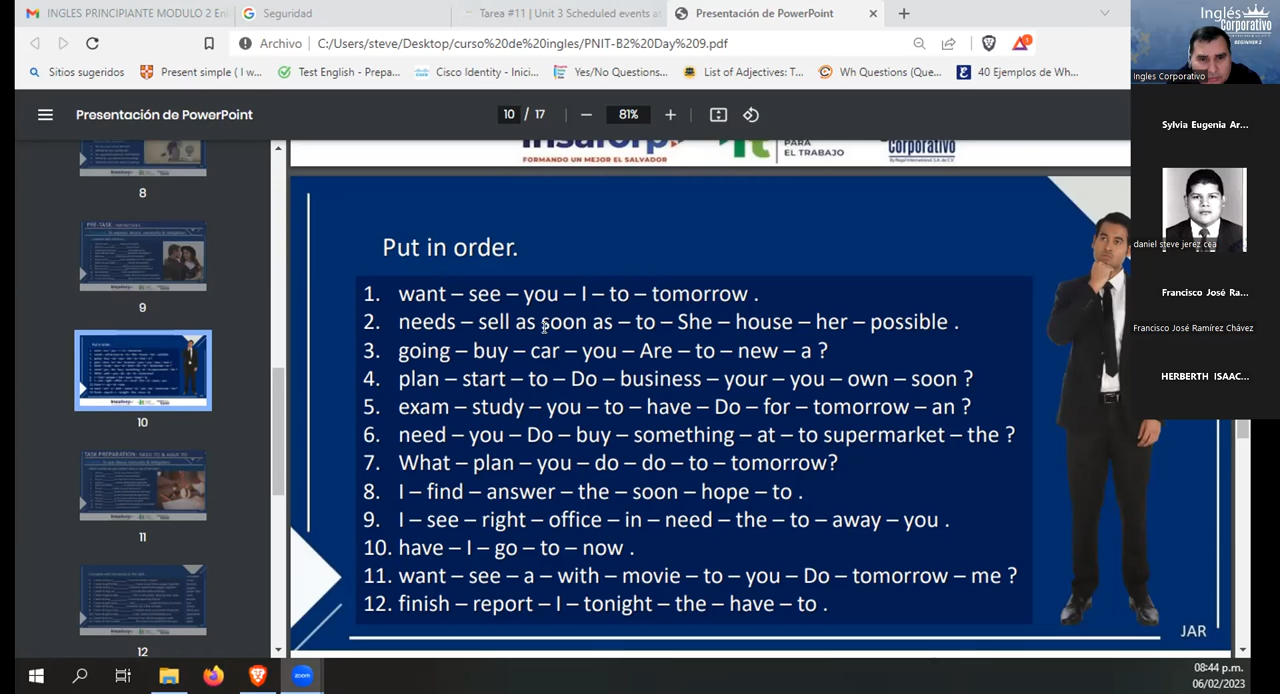 INGLES PRINCIPIANTE MODULO 2 En
Seguridad
Tarea #11 | Unit 3 Scheduled events at
Presentación de PowerPoint
Archivo
C:/Users/steve/Desktop/curso%20de%20ingles/PNIT-B2%20Day%209.pdf
1
Sitios sugeridos
Present simple ( I w...
Test English - Prepa...
Cisco Identity - Inici...
Yes/No Questions...
List of Adjectives: T...
Wh Questions (Que...
40 Ejemplos de Wh...
Presentación de PowerPoint
10 / 17
81%
8
9
10
11
12
insaforp
FORMANDO UN MEJOR EL SALVADOR
PARA
EL TRABAJO
corporativo
Put in order.
1. want – see – you – I – to – tomorrow .
2. needs – sell as soon as – to – She – house – her – possible .
3. going – buy – car – you – Are – to – new – a ?
4. plan – start – to – Do – business – your – you – own – soon ?
5. exam – study – you – to – have – Do – for – tomorrow – an ?
6. need – you – Do – buy – something – at – to supermarket – the ?
7. What – plan – you – do – do – to – tomorrow?
8. I – find – answer – the – soon – hope – to .
9. I – see – right – office – in – need – the – to – away – you .
10. have – I – go – to – now .
11. want – see – a – with – movie – to – you – Do – tomorrow – me ?
12. finish – report – I – tonight – the – have – to .
JAR
Inglés
Corporativo
BEGINNER 2
Ingles Corporativo
Sylvia Eugenia Ar...
daniel steve jerez cea
Francisco José Ra...
Francisco José Ramírez Chávez
HERBERTH ISAAC...
zoom
08:44 p.m.
06/02/2023